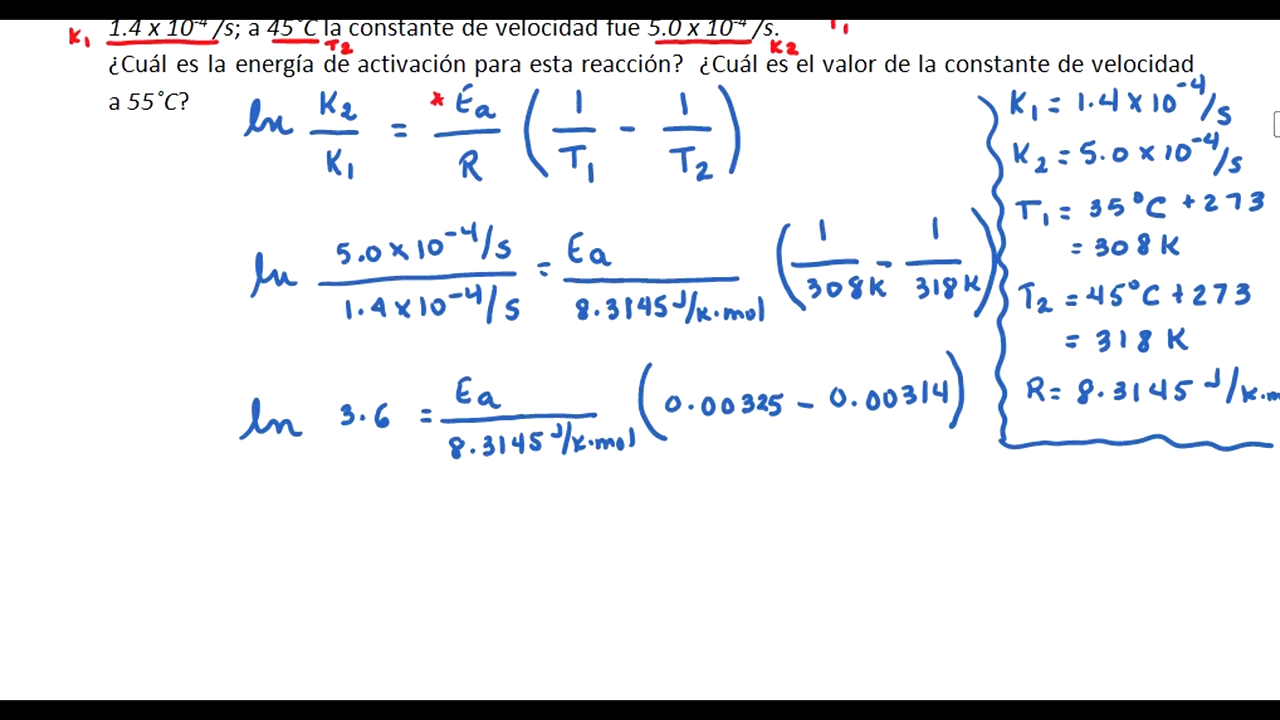 1.4 x 10⁻⁴ /s; a 45˚C la constante de velocidad fue 5.0 x 10⁻⁴ /s.
K₁ T₂ K₂ T₁
¿Cuál es la energía de activación para esta reacción? ¿Cuál es el valor de la constante de velocidad
a 55˚C?
ln K₂/K₁ = * Ea/R (1/T₁ - 1/T₂)
ln 5.0 x 10⁻⁴/s / 1.4 x 10⁻⁴/s = Ea / 8.3145 J/K·mol (1/308K - 1/318K)
ln 3.6 = Ea / 8.3145 J/K·mol (0.00325 - 0.00314)
K₁ = 1.4 x 10⁻⁴/s
K₂ = 5.0 x 10⁻⁴/s
T₁ = 35°C + 273
= 308 K
T₂ = 45°C + 273
= 318 K
R = 8.3145 J/K·m